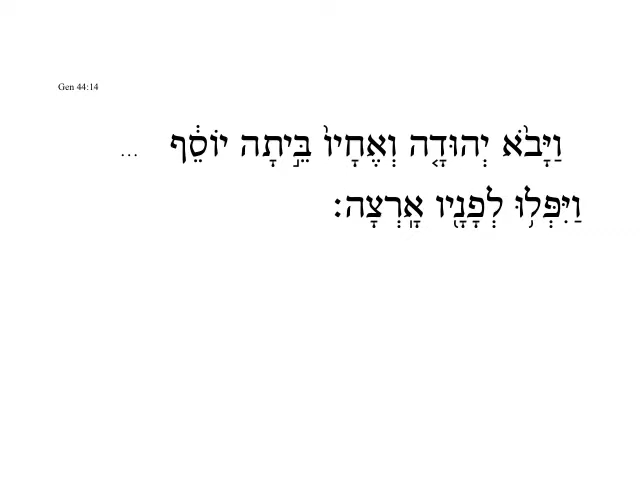 Gen 44:14
וַיָּבֹ֨א יְהוּדָ֤ה וְאֶחָיו֙ בֵּ֣יתָה יוֹסֵ֔ף ...
וַיִּפְּל֥וּ לְפָנָ֖יו אָֽרְצָה׃